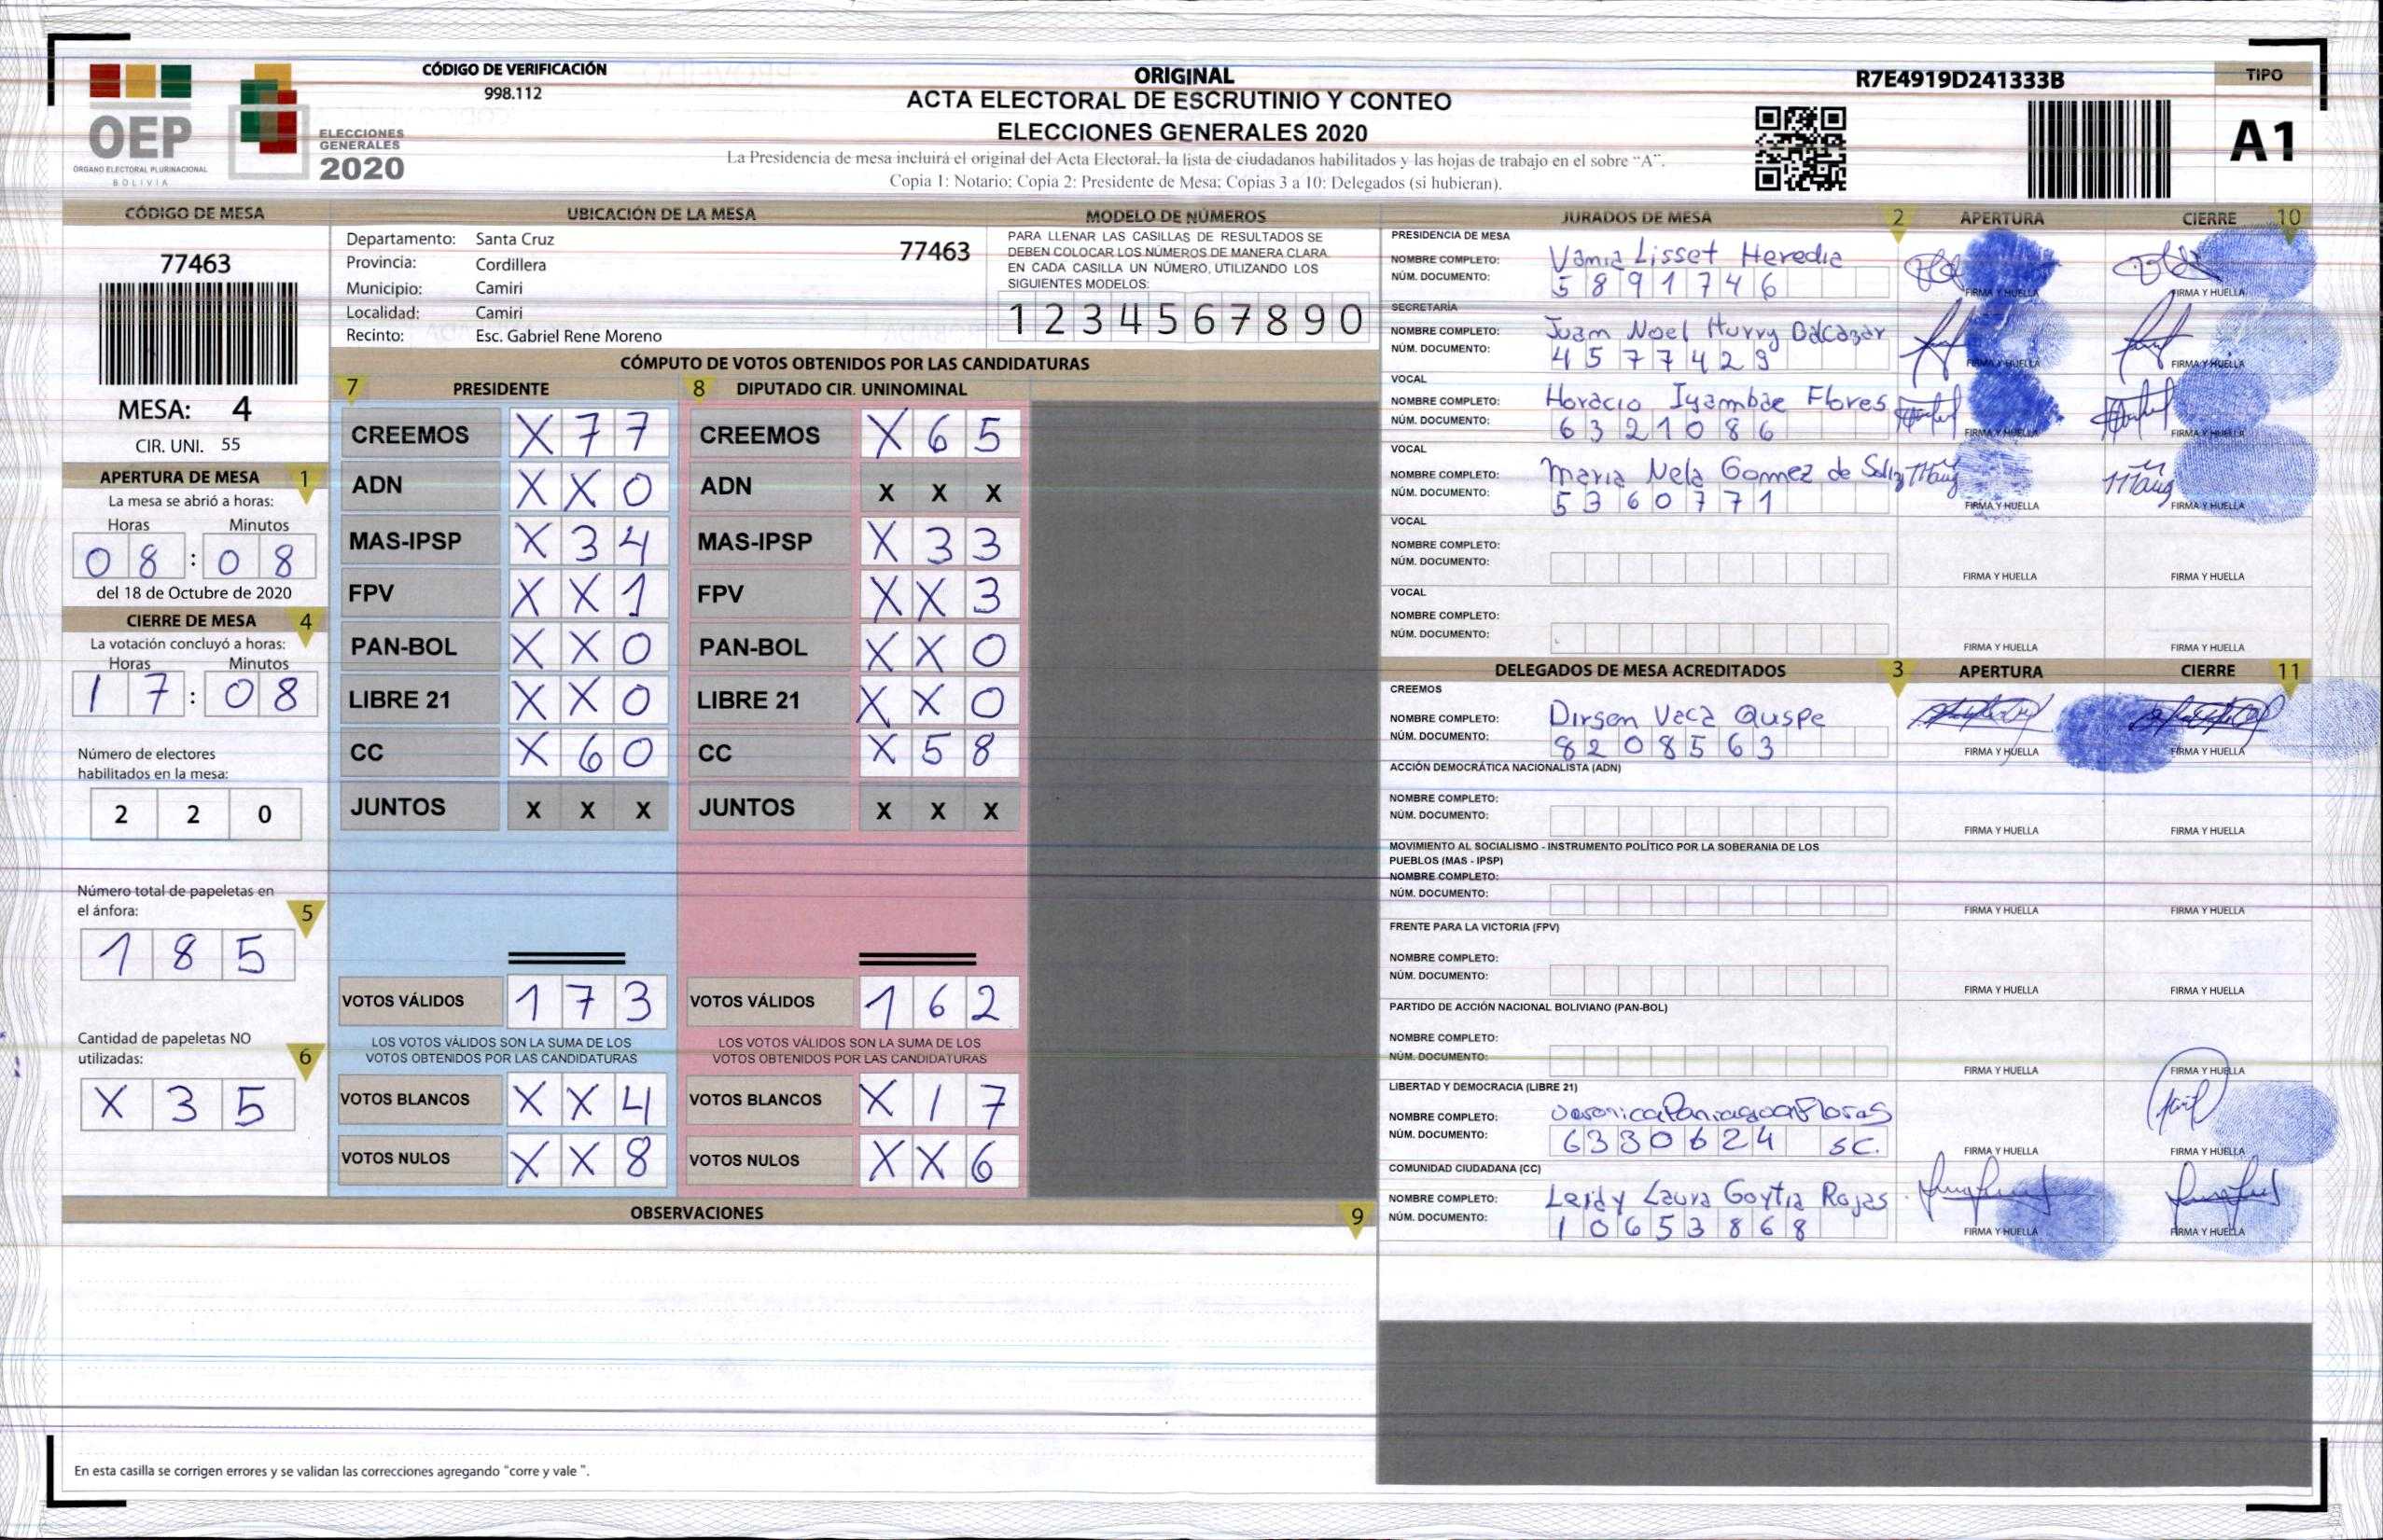 OEP
ÓRGANO ELECTORAL PLURINACIONAL
BOLIVIA
ELECCIONES
GENERALES
2020
CÓDIGO DE VERIFICACIÓN
998.112
ORIGINAL
ACTA ELECTORAL DE ESCRUTINIO Y CONTEO
ELECCIONES GENERALES 2020
La Presidencia de mesa incluirá el original del Acta Electoral, la lista de ciudadanos habilitados y las hojas de trabajo en el sobre “A”.
Copia 1: Notario; Copia 2: Presidente de Mesa; Copias 3 a 10: Delegados (si hubieran).
R7E4919D241333B
TIPO
A1
CÓDIGO DE MESA
77463
MESA: 4
CIR. UNI. 55
APERTURA DE MESA 1
La mesa se abrió a horas:
Horas Minutos
08 : 08
del 18 de Octubre de 2020
CIERRE DE MESA 4
La votación concluyó a horas:
Horas Minutos
17 : 08
Número de electores
habilitados en la mesa:
2 2 0
Número total de papeletas en
el ánfora: 5
1 8 5
Cantidad de papeletas NO
utilizadas: 6
X 3 5
UBICACIÓN DE LA MESA
Departamento: Santa Cruz 77463
Provincia: Cordillera
Municipio: Camiri
Localidad: Camiri
Recinto: Esc. Gabriel Rene Moreno
MODELO DE NÚMEROS
PARA LLENAR LAS CASILLAS DE RESULTADOS SE
DEBEN COLOCAR LOS NÚMEROS DE MANERA CLARA
EN CADA CASILLA UN NÚMERO, UTILIZANDO LOS
SIGUIENTES MODELOS:
1 2 3 4 5 6 7 8 9 0
CÓMPUTO DE VOTOS OBTENIDOS POR LAS CANDIDATURAS
7 PRESIDENTE 8 DIPUTADO CIR. UNINOMINAL
CREEMOS X 7 7 CREEMOS X 6 5
ADN X X 0 ADN X X X
MAS-IPSP X 3 4 MAS-IPSP X 3 3
FPV X X 1 FPV X X 3
PAN-BOL X X 0 PAN-BOL X X 0
LIBRE 21 X X 0 LIBRE 21 X X 0
CC X 6 0 CC X 5 8
JUNTOS X X X JUNTOS X X X
VOTOS VÁLIDOS 1 7 3 VOTOS VÁLIDOS 1 6 2
LOS VOTOS VÁLIDOS SON LA SUMA DE LOS LOS VOTOS VÁLIDOS SON LA SUMA DE LOS
VOTOS OBTENIDOS POR LAS CANDIDATURAS VOTOS OBTENIDOS POR LAS CANDIDATURAS
VOTOS BLANCOS X X 4 VOTOS BLANCOS X 1 7
VOTOS NULOS X X 8 VOTOS NULOS X X 6
OBSERVACIONES 9
En esta casilla se corrigen errores y se validan las correcciones agregando “corre y vale ”.
JURADOS DE MESA 2 APERTURA CIERRE 10
PRESIDENCIA DE MESA
NOMBRE COMPLETO: Vania Lisset Heredia
NÚM. DOCUMENTO: 5891746 FIRMA Y HUELLA FIRMA Y HUELLA
SECRETARÍA
NOMBRE COMPLETO: Juam Noel Hurry Balcazar
NÚM. DOCUMENTO: 4577429 FIRMA Y HUELLA FIRMA Y HUELLA
VOCAL
NOMBRE COMPLETO: Horacio Iyambae Flores
NÚM. DOCUMENTO: 6321086 FIRMA Y HUELLA FIRMA Y HUELLA
VOCAL
NOMBRE COMPLETO: Maria Nela Gomez de Soliz
NÚM. DOCUMENTO: 5360771 FIRMA Y HUELLA FIRMA Y HUELLA
VOCAL
NOMBRE COMPLETO:
NÚM. DOCUMENTO: FIRMA Y HUELLA FIRMA Y HUELLA
VOCAL
NOMBRE COMPLETO:
NÚM. DOCUMENTO: FIRMA Y HUELLA FIRMA Y HUELLA
DELEGADOS DE MESA ACREDITADOS 3 APERTURA CIERRE 11
CREEMOS
NOMBRE COMPLETO: Dirsen Vaca Quspe
NÚM. DOCUMENTO: 8208563 FIRMA Y HUELLA FIRMA Y HUELLA
ACCIÓN DEMOCRÁTICA NACIONALISTA (ADN)
NOMBRE COMPLETO:
NÚM. DOCUMENTO: FIRMA Y HUELLA FIRMA Y HUELLA
MOVIMIENTO AL SOCIALISMO - INSTRUMENTO POLÍTICO POR LA SOBERANIA DE LOS
PUEBLOS (MAS - IPSP)
NOMBRE COMPLETO:
NÚM. DOCUMENTO: FIRMA Y HUELLA FIRMA Y HUELLA
FRENTE PARA LA VICTORIA (FPV)
NOMBRE COMPLETO:
NÚM. DOCUMENTO: FIRMA Y HUELLA FIRMA Y HUELLA
PARTIDO DE ACCIÓN NACIONAL BOLIVIANO (PAN-BOL)
NOMBRE COMPLETO:
NÚM. DOCUMENTO: FIRMA Y HUELLA FIRMA Y HUELLA
LIBERTAD Y DEMOCRACIA (LIBRE 21)
NOMBRE COMPLETO: Veronica Paniagua Floras
NÚM. DOCUMENTO: 6330624 SC. FIRMA Y HUELLA FIRMA Y HUELLA
COMUNIDAD CIUDADANA (CC)
NOMBRE COMPLETO: Leidy Laura Goytia Rojas
NÚM. DOCUMENTO: 10653868 FIRMA Y HUELLA FIRMA Y HUELLA